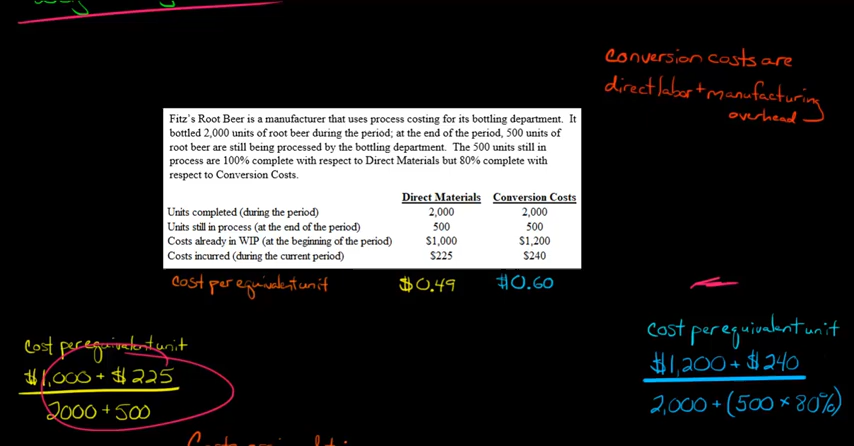 conversion costs are
direct labor + manufacturing
overhead
Fitz's Root Beer is a manufacturer that uses process costing for its bottling department. It
bottled 2,000 units of root beer during the period; at the end of the period, 500 units of
root beer are still being processed by the bottling department. The 500 units still in
process are 100% complete with respect to Direct Materials but 80% complete with
respect to Conversion Costs.
Direct Materials Conversion Costs
Units completed (during the period) 2,000 2,000
Units still in process (at the end of the period) 500 500
Costs already in WIP (at the beginning of the period) $1,000 $1,200
Costs incurred (during the current period) $225 $240
Cost per equivalent unit $0.49 $0.60
Cost per equivalent unit
$1,000 + $225
2000 + 500
Cost per equivalent unit
$1,200 + $240
2,000 + (500 × 80%)